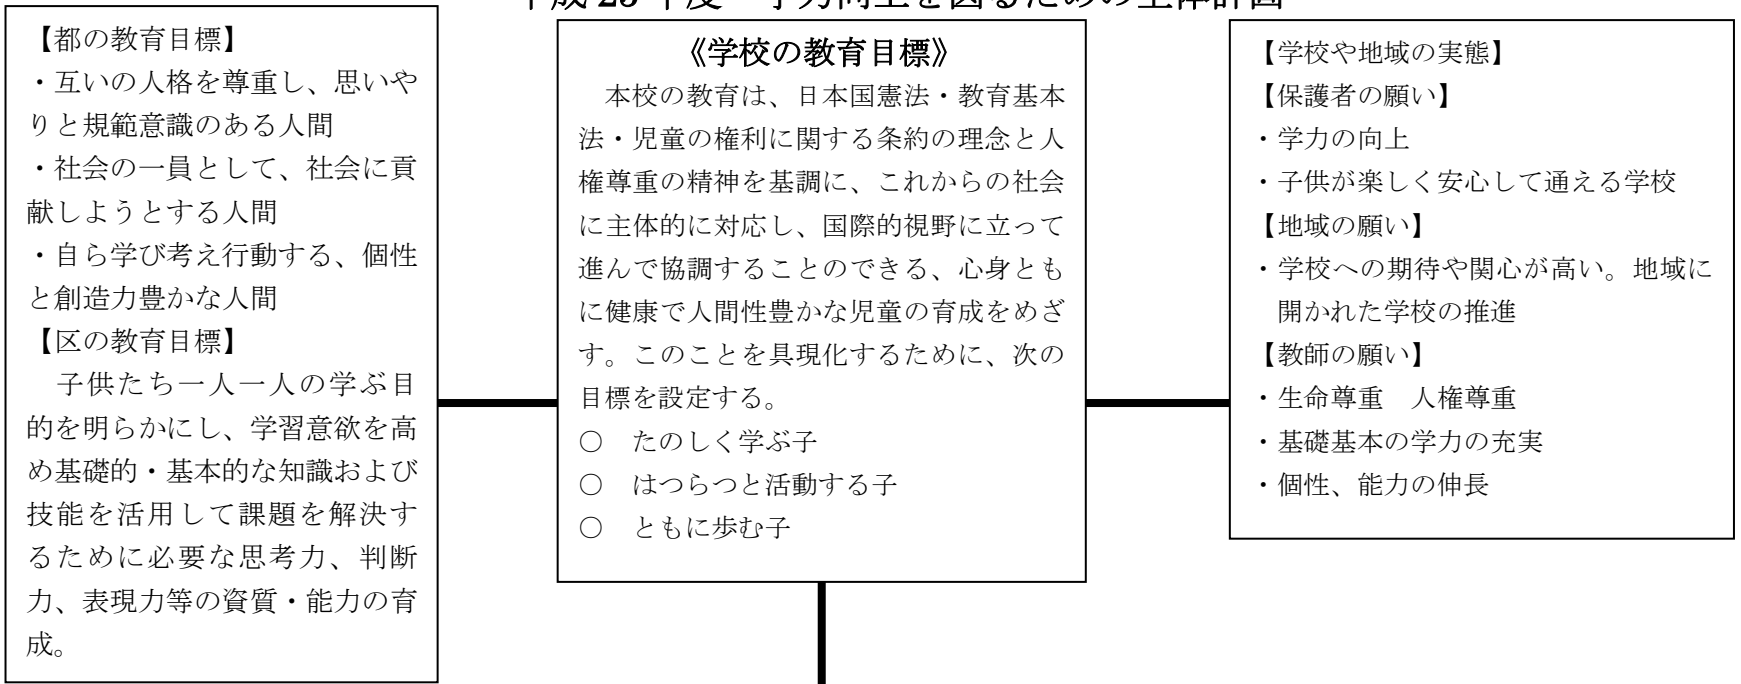 平成 年度 学力向上を図るための全体計画
【都の教育目標】
・互いの人格を尊重し、思いや
りと規範意識のある人間
・社会の一員として、社会に貢
献しようとする人間
・自ら学び考え行動する、個性
と創造力豊かな人間
【区の教育目標】
　子供たち一人一人の学ぶ目
的を明らかにし、学習意欲を高
め基礎的・基本的な知識および
技能を活用して課題を解決す
るために必要な思考力、判断
力、表現力等の資質・能力の育
成。
《学校の教育目標》
　本校の教育は、日本国憲法・教育基本
法・児童の権利に関する条約の理念と人
権尊重の精神を基調に、これからの社会
に主体的に対応し、国際的視野に立って
進んで協調することのできる、心身とも
に健康で人間性豊かな児童の育成をめざ
す。このことを具現化するために、次の
目標を設定する。
○　たのしく学ぶ子
○　はつらつと活動する子
○　ともに歩む子
【学校や地域の実態】
【保護者の願い】
・学力の向上
・子供が楽しく安心して通える学校
【地域の願い】
・学校への期待や関心が高い。地域に
開かれた学校の推進
【教師の願い】
・生命尊重　人権尊重
・基礎基本の学力の充実
・個性、能力の伸長